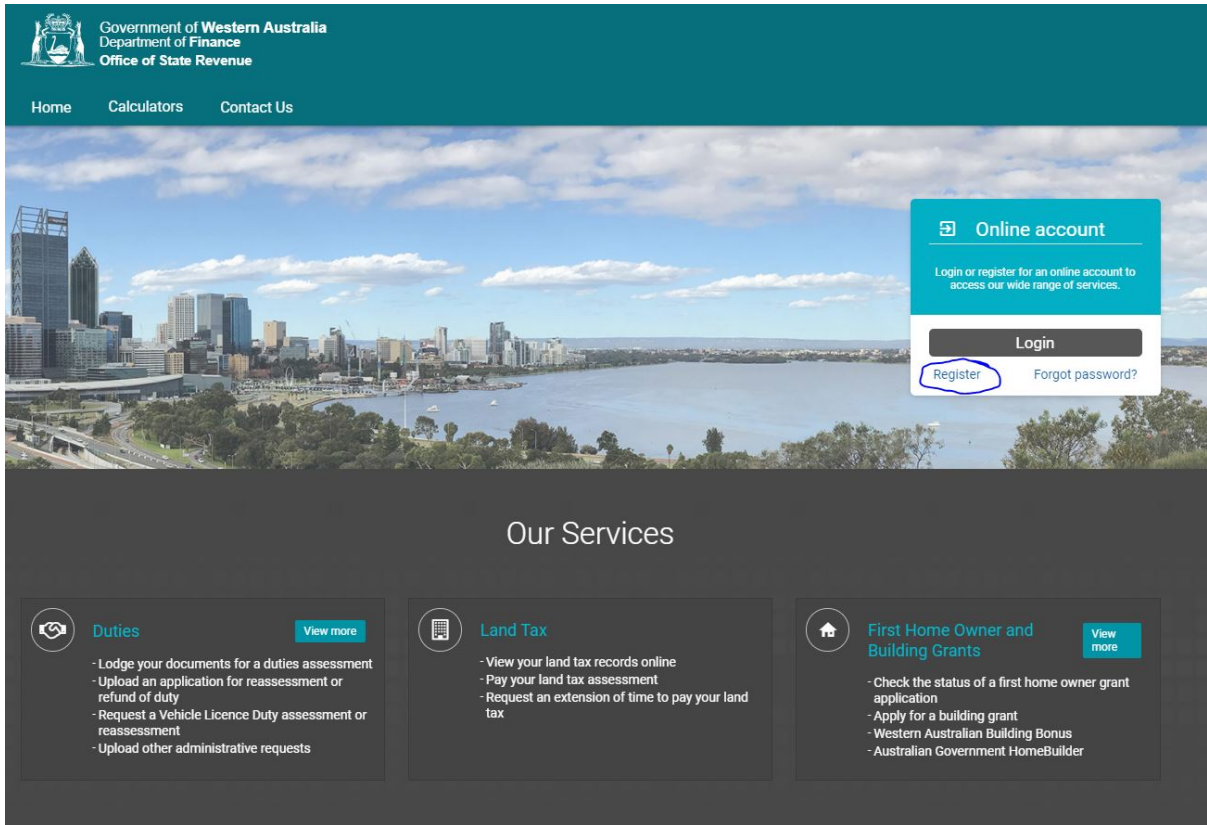 Government of Western Australia
Department of Finance
Office of State Revenue
Home
Calculators
Contact Us
Online account
Login or register for an online account to
access our wide range of services.
Login
Register
Forgot password?
Our Services
Duties
View more
- Lodge your documents for a duties assessment
- Upload an application for reassessment or
refund of duty
- Request a Vehicle Licence Duty assessment or
reassessment
- Upload other administrative requests
Land Tax
- View your land tax records online
- Pay your land tax assessment
- Request an extension of time to pay your land
tax
First Home Owner and
Building Grants
View
more
- Check the status of a first home owner grant
application
- Apply for a building grant
- Western Australian Building Bonus
- Australian Government HomeBuilder